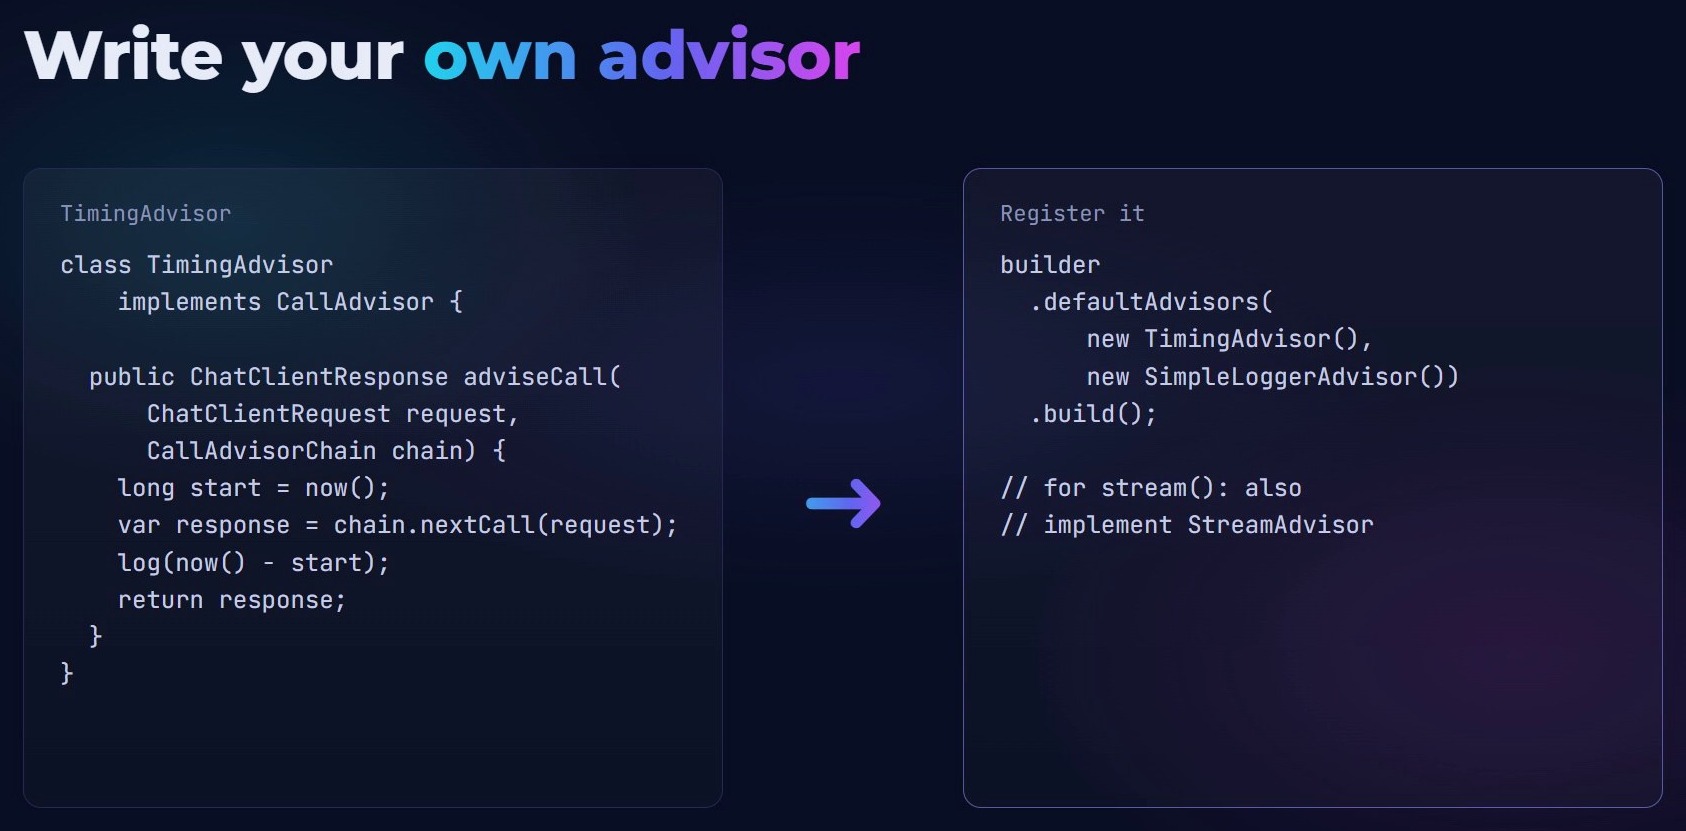 Write your own advisor
TimingAdvisor
class TimingAdvisor
    implements CallAdvisor {

  public ChatClientResponse adviseCall(
      ChatClientRequest request,
      CallAdvisorChain chain) {
    long start = now();
    var response = chain.nextCall(request);
    log(now() - start);
    return response;
  }
}
Register it
builder
  .defaultAdvisors(
      new TimingAdvisor(),
      new SimpleLoggerAdvisor())
  .build();

// for stream(): also
// implement StreamAdvisor